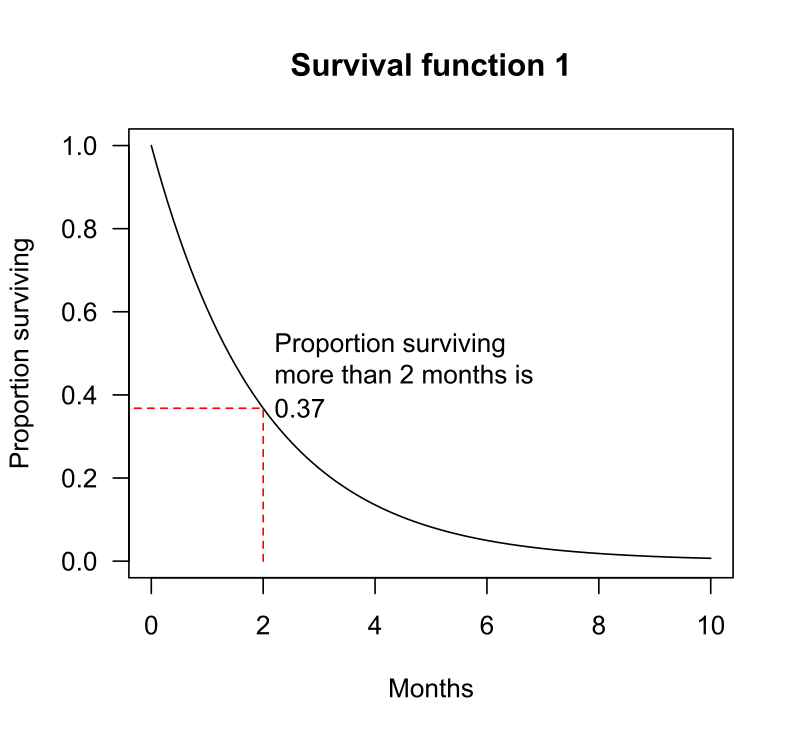 Survival function 1
1.0
0.8
0.6
0.4
0.2
0.0
Proportion surviving
Proportion surviving
more than 2 months is
0.37
0 2 4 6 8 10
Months